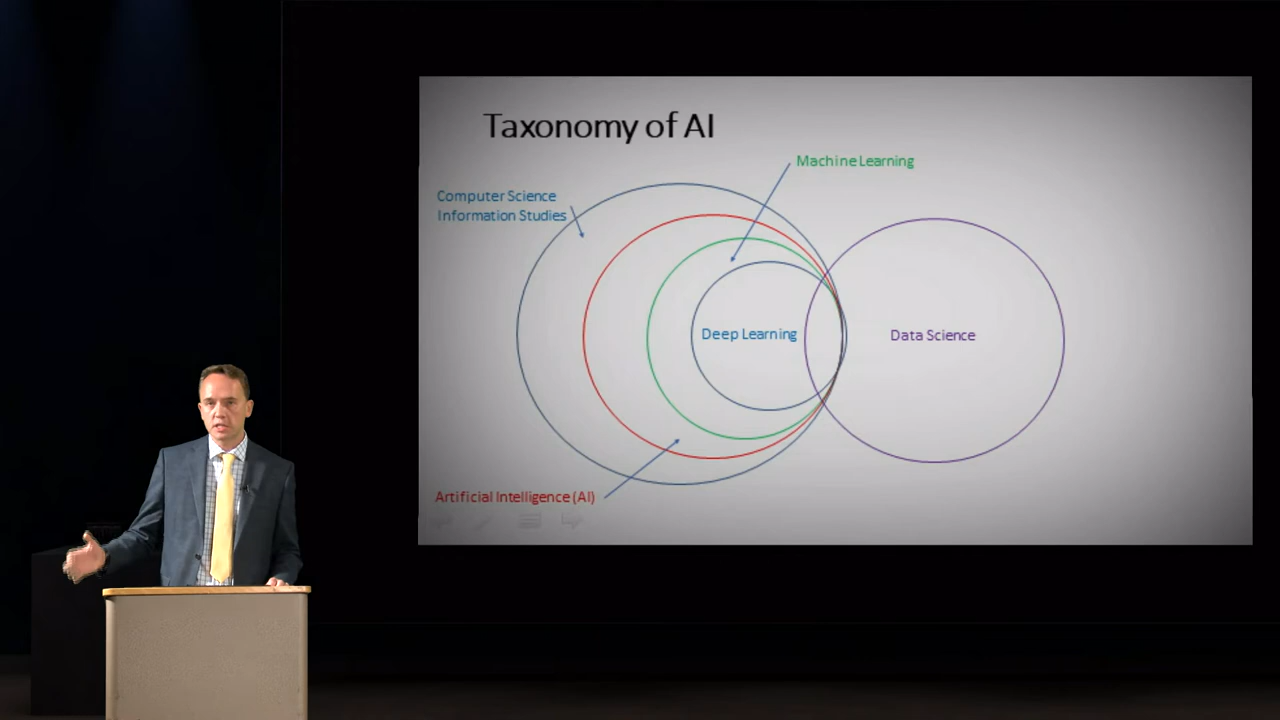 Taxonomy of AI
Machine Learning
Computer Science
Information Studies
Deep Learning
Data Science
Artificial Intelligence (AI)